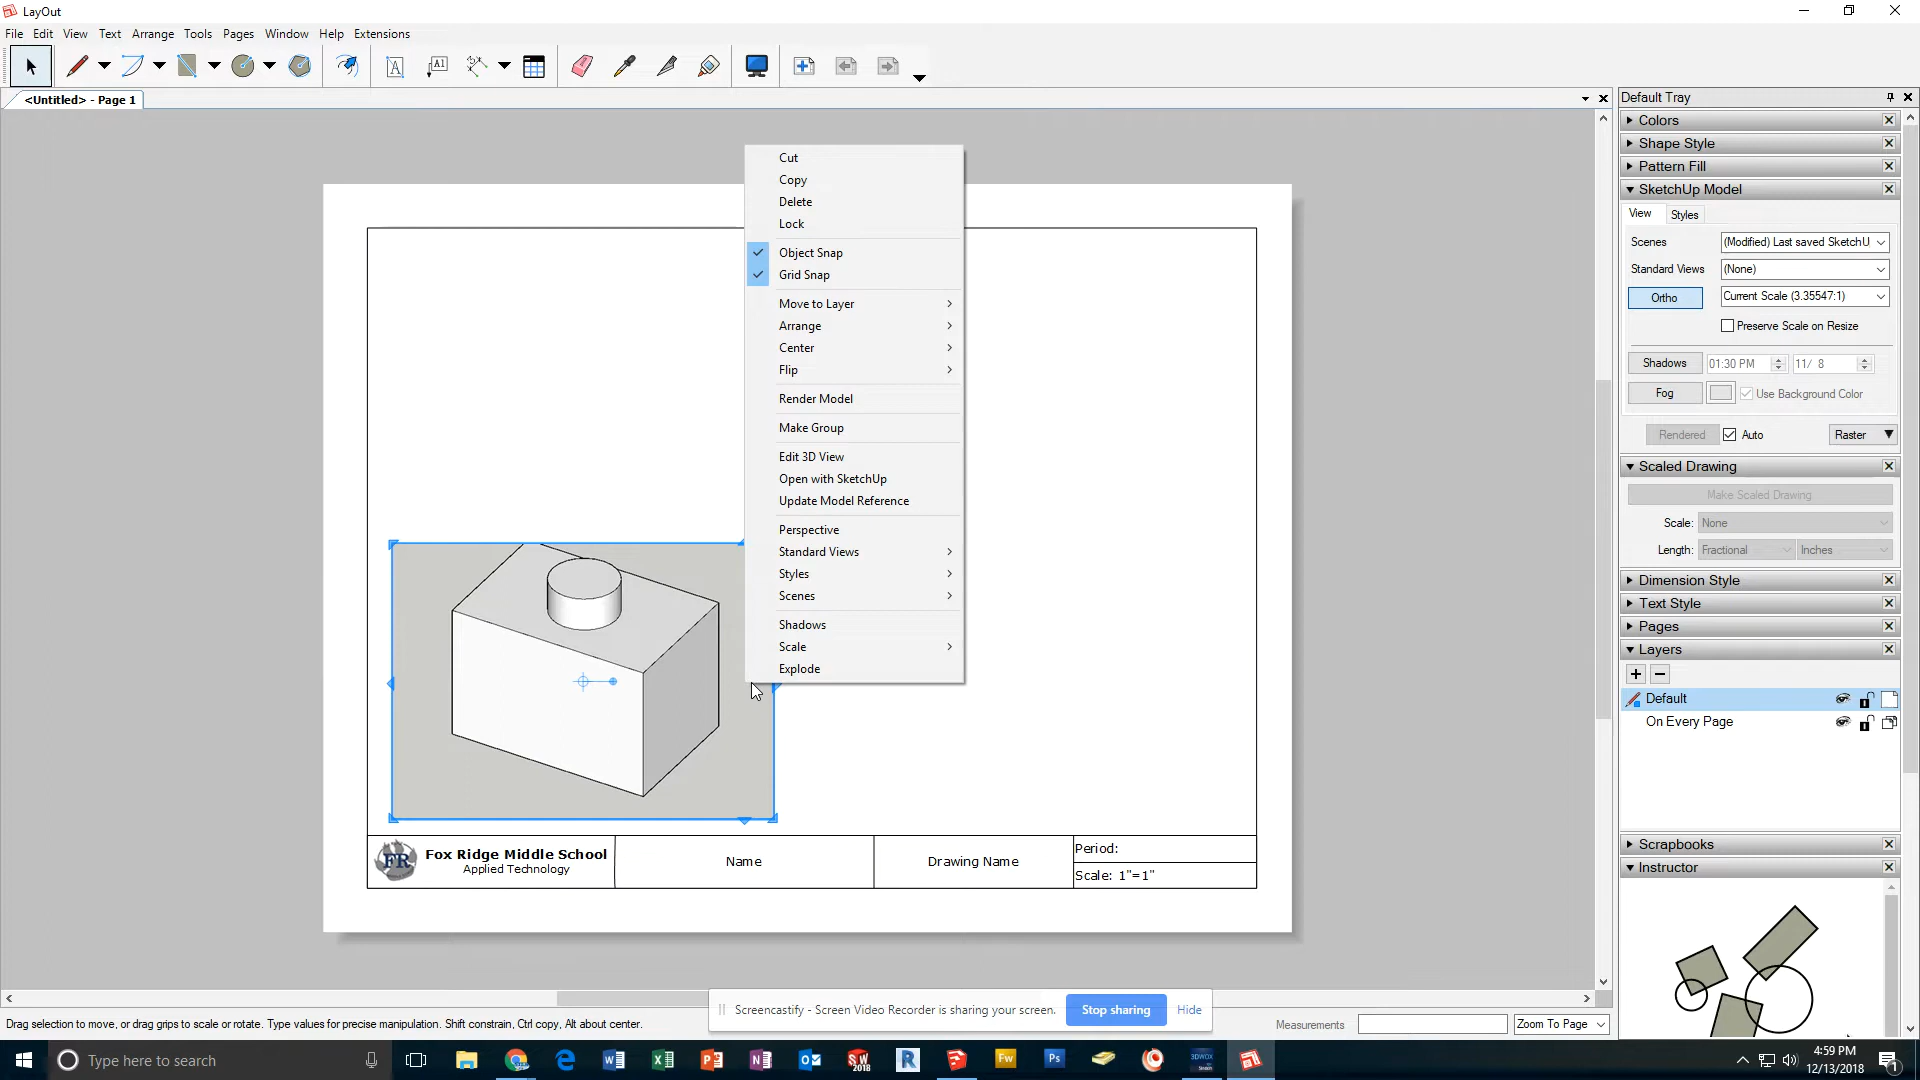 LayOut
File Edit View Text Arrange Tools Pages Window Help Extensions
<Untitled> - Page 1
Default Tray
Colors
Shape Style
Pattern Fill
SketchUp Model
View Styles
Scenes (Modified) Last saved SketchU
Standard Views (None)
Ortho Current Scale (3.35547:1)
Preserve Scale on Resize
Shadows 01:30 PM 11/ 8
Fog Use Background Color
Rendered Auto Raster
Scaled Drawing
Make Scaled Drawing
Scale: None
Length: Fractional Inches
Dimension Style
Text Style
Pages
Layers
Default
On Every Page
Scrapbooks
Instructor
Cut
Copy
Delete
Lock
Object Snap
Grid Snap
Move to Layer
Arrange
Center
Flip
Render Model
Make Group
Edit 3D View
Open with SketchUp
Update Model Reference
Perspective
Standard Views
Styles
Scenes
Shadows
Scale
Explode
FR
Fox Ridge Middle School
Applied Technology
Name
Drawing Name
Period:
Scale: 1"=1"
Screencastify - Screen Video Recorder is sharing your screen. Stop sharing Hide
Drag selection to move, or drag grips to scale or rotate. Type values for precise manipulation. Shift constrain, Ctrl copy, Alt about center.
Measurements Zoom To Page
Type here to search
4:59 PM
12/13/2018